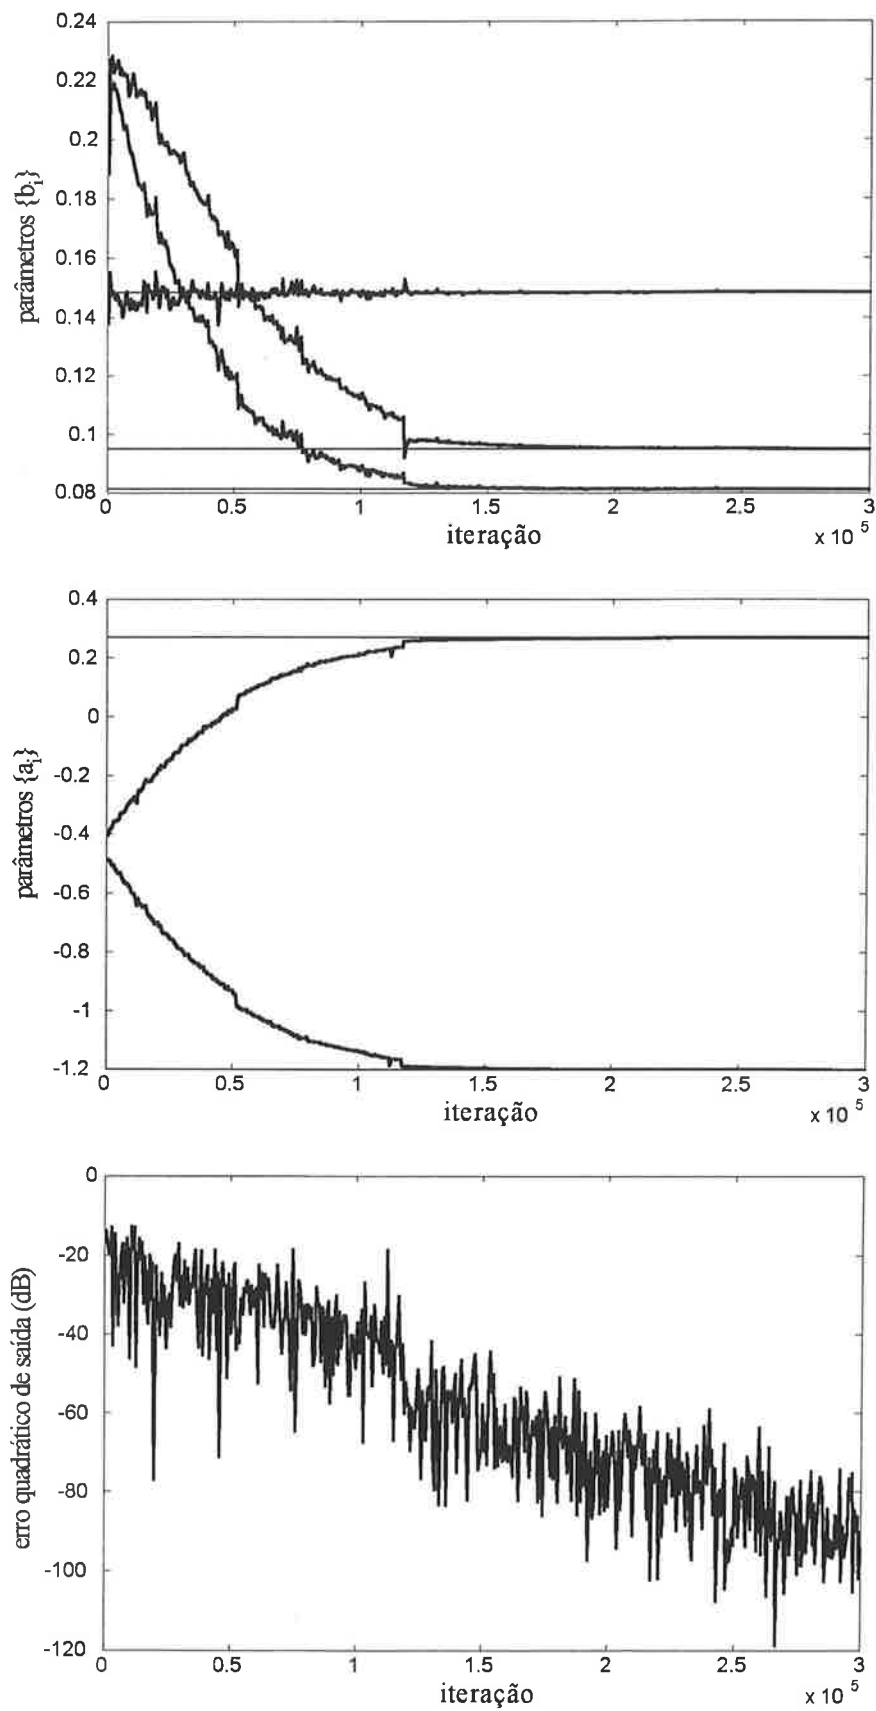 0.24
0.22
0.2
0.18
0.16
0.14
0.12
0.1
0.08
parâmetros {bᵢ}
0 0.5 1 1.5 2 2.5 3
iteração
x 10 5
0.4
0.2
0
-0.2
-0.4
-0.6
-0.8
-1
-1.2
parâmetros {aᵢ}
0 0.5 1 1.5 2 2.5 3
iteração
x 10 5
0
-20
-40
-60
-80
-100
-120
erro quadrático de saída (dB)
0 0.5 1 1.5 2 2.5 3
iteração
x 10 5